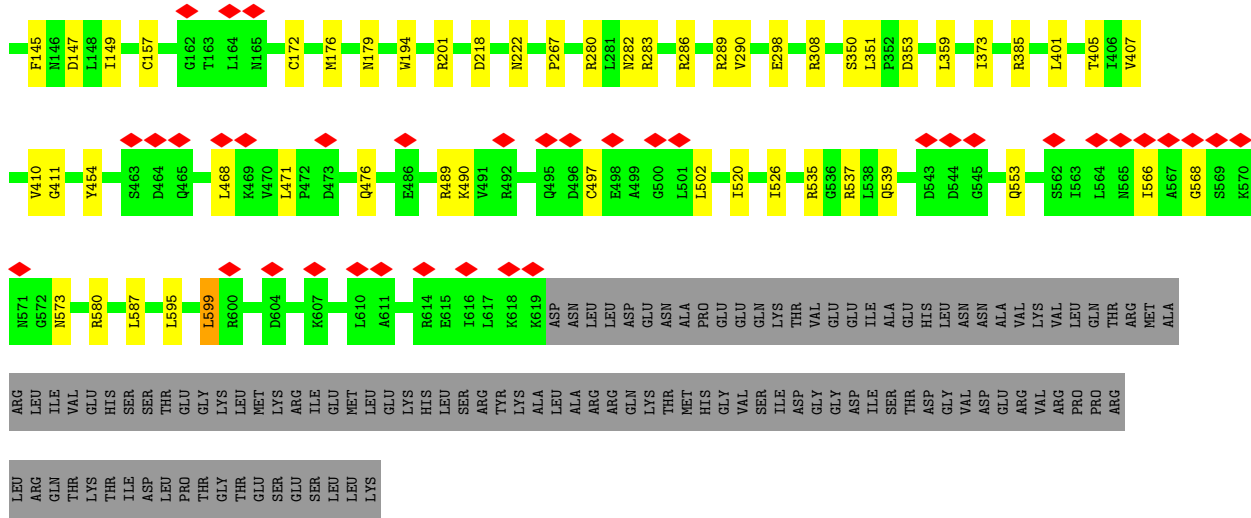 F145 N146 D147 L148 I149 C157 G162 T163 L164 N165 C172 M176 N179 W194 R201 D218 N222 P267 R280 L281 N282 R283 R286 R289 V290 E298 R308 S350 L351 P352 D353 L359 I373 R385 L401 T405 I406 V407
V410 G411 Y454 S463 D464 Q465 L468 K469 V470 L471 P472 D473 Q476 E486 R489 K490 V491 R492 Q495 D496 C497 E498 A499 G500 L501 L502 I520 I526 R535 G536 R537 L538 Q539 D543 D544 G545 Q553 S562 I563 L564 N565 I566 A567 G568 S569 K570
N571 G572 N573 R580 L587 L595 L599 R600 D604 K607 L610 A611 R614 E615 I616 L617 K618 K619 ASP ASN LEU LEU ASP GLU ASN ALA PRO GLU GLU GLN LYS THR VAL GLU GLU ILE ALA GLU HIS LEU ASN ASN ALA VAL LYS VAL LEU GLN THR ARG MET ALA
ARG LEU ILE VAL GLU HIS SER SER THR GLU GLY LYS LEU MET LYS ARG ILE GLU MET LEU GLU LYS HIS LEU SER ARG TYR LYS ALA LEU ALA ARG ARG GLN LYS THR MET HIS GLY VAL SER ILE ASP GLY GLY ASP ILE SER THR ASP GLY VAL ASP GLU ARG VAL ARG PRO PRO ARG
LEU ARG GLN THR LYS THR ILE ASP LEU PRO THR GLY THR GLU SER GLU SER LEU LEU LYS